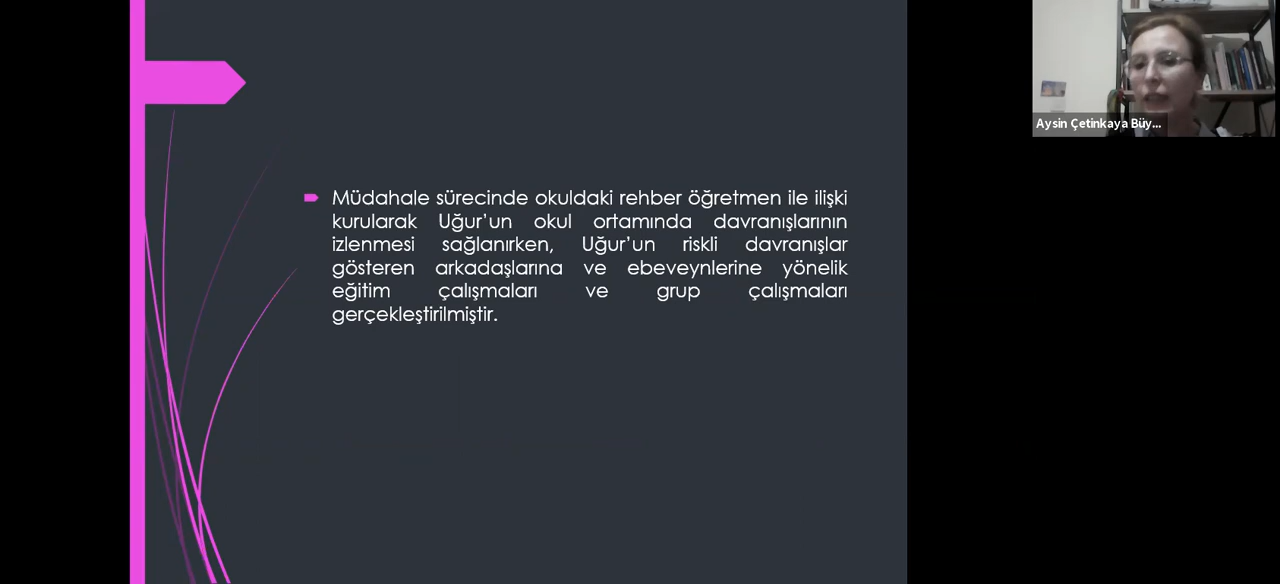 Müdahale sürecinde okuldaki rehber öğretmen ile ilişki
kurularak Uğur’un okul ortamında davranışlarının
izlenmesi sağlanırken, Uğur’un riskli davranışlar
gösteren arkadaşlarına ve ebeveynlerine yönelik
eğitim çalışmaları ve grup çalışmaları
gerçekleştirilmiştir.
Aysin Çetinkaya Büy...